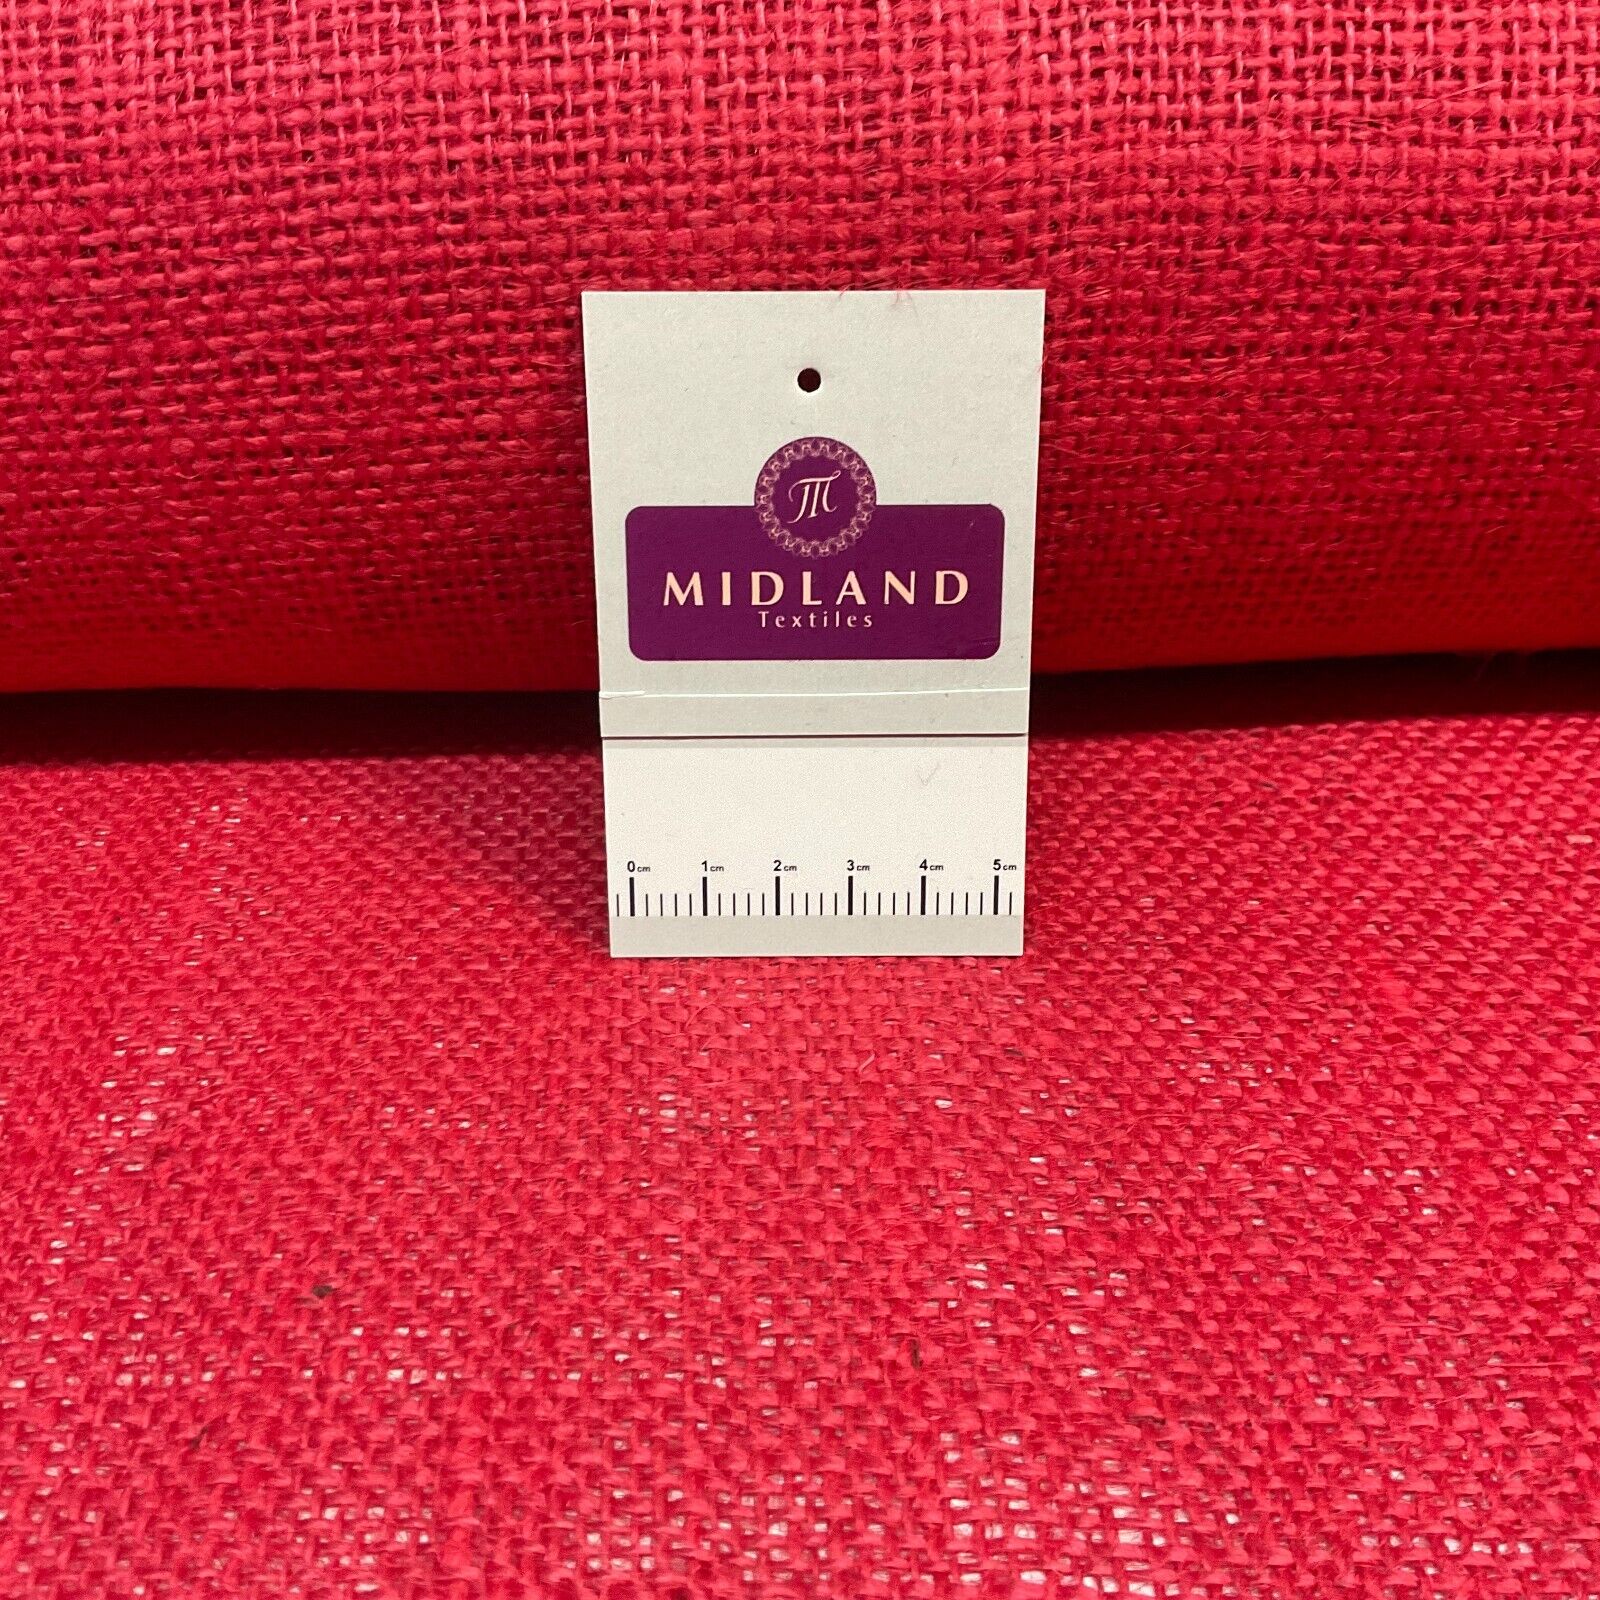 m
MIDLAND
Textiles
0cm 1cm 2cm 3cm 4cm 5cm